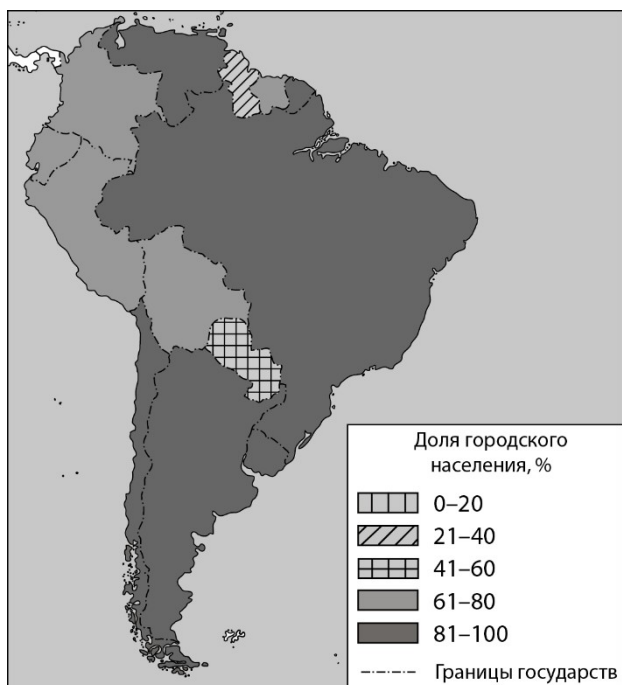 Доля городского
населения, %
0–20
21–40
41–60
61–80
81–100
Границы государств